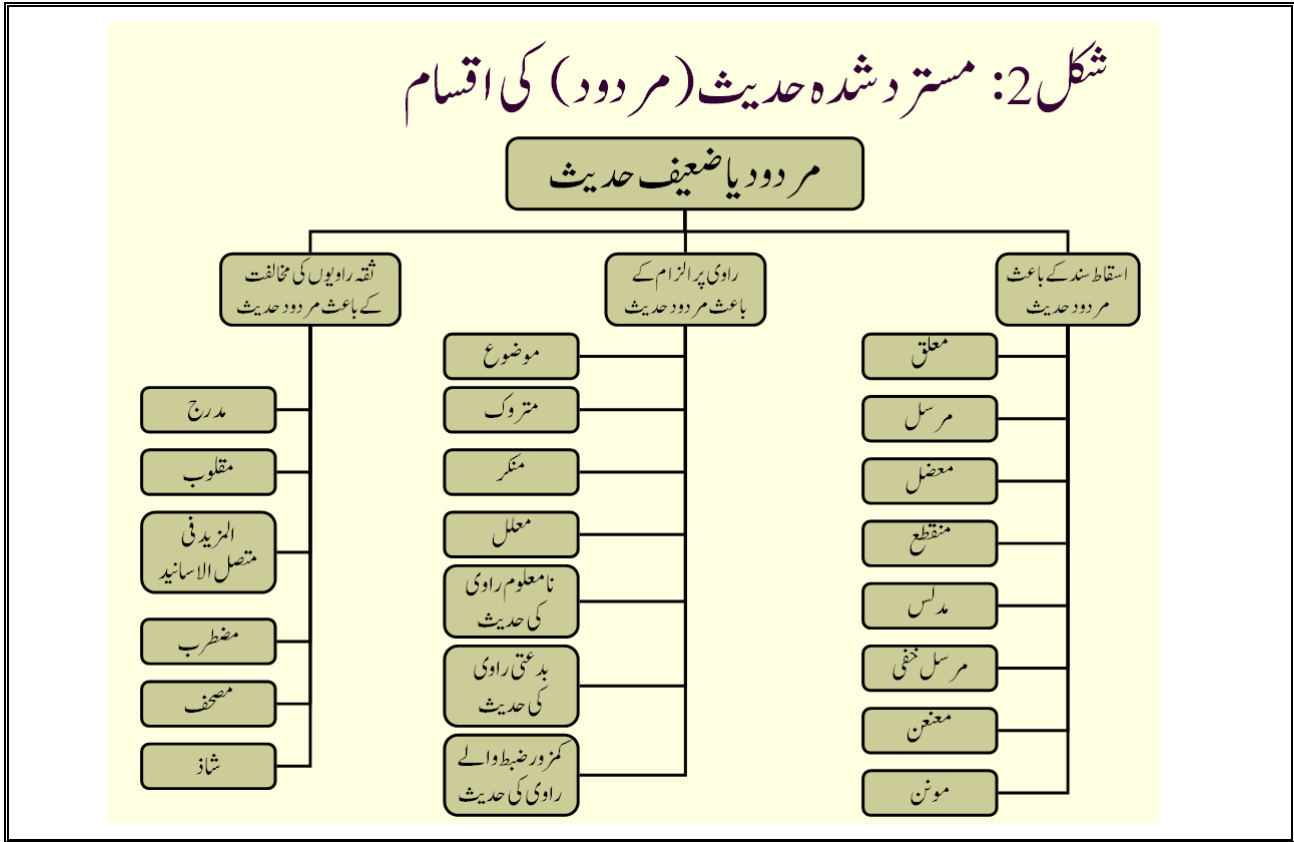 شکل2: مسترد شدہ حدیث (مردود) کی اقسام
مردود یا ضعیف حدیث
اسقاط سند کے باعث
مردود حدیث
معلق
مرسل
معضل
منقطع
مدلس
مرسل خفی
معنعن
مونن
راوی پر الزام کے
باعث مردود حدیث
موضوع
متروک
منکر
معلل
نامعلوم راوی
کی حدیث
بدعتی راوی
کی حدیث
کمزور ضبط والے
راوی کی حدیث
ثقہ راویوں کی مخالفت
کے باعث مردود حدیث
مدرج
مقلوب
المزید فی
متصل الاسانید
مضطرب
مصحف
شاذ